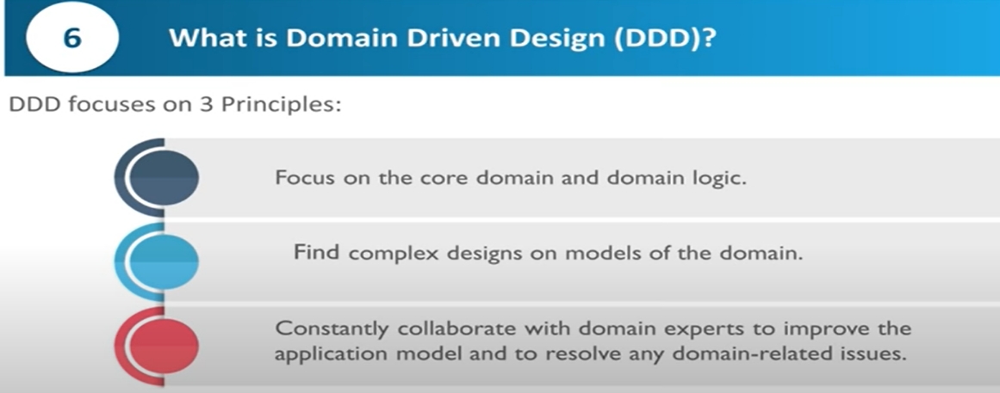 6
What is Domain Driven Design (DDD)?
DDD focuses on 3 Principles:
Focus on the core domain and domain logic.
Find complex designs on models of the domain.
Constantly collaborate with domain experts to improve the
application model and to resolve any domain-related issues.